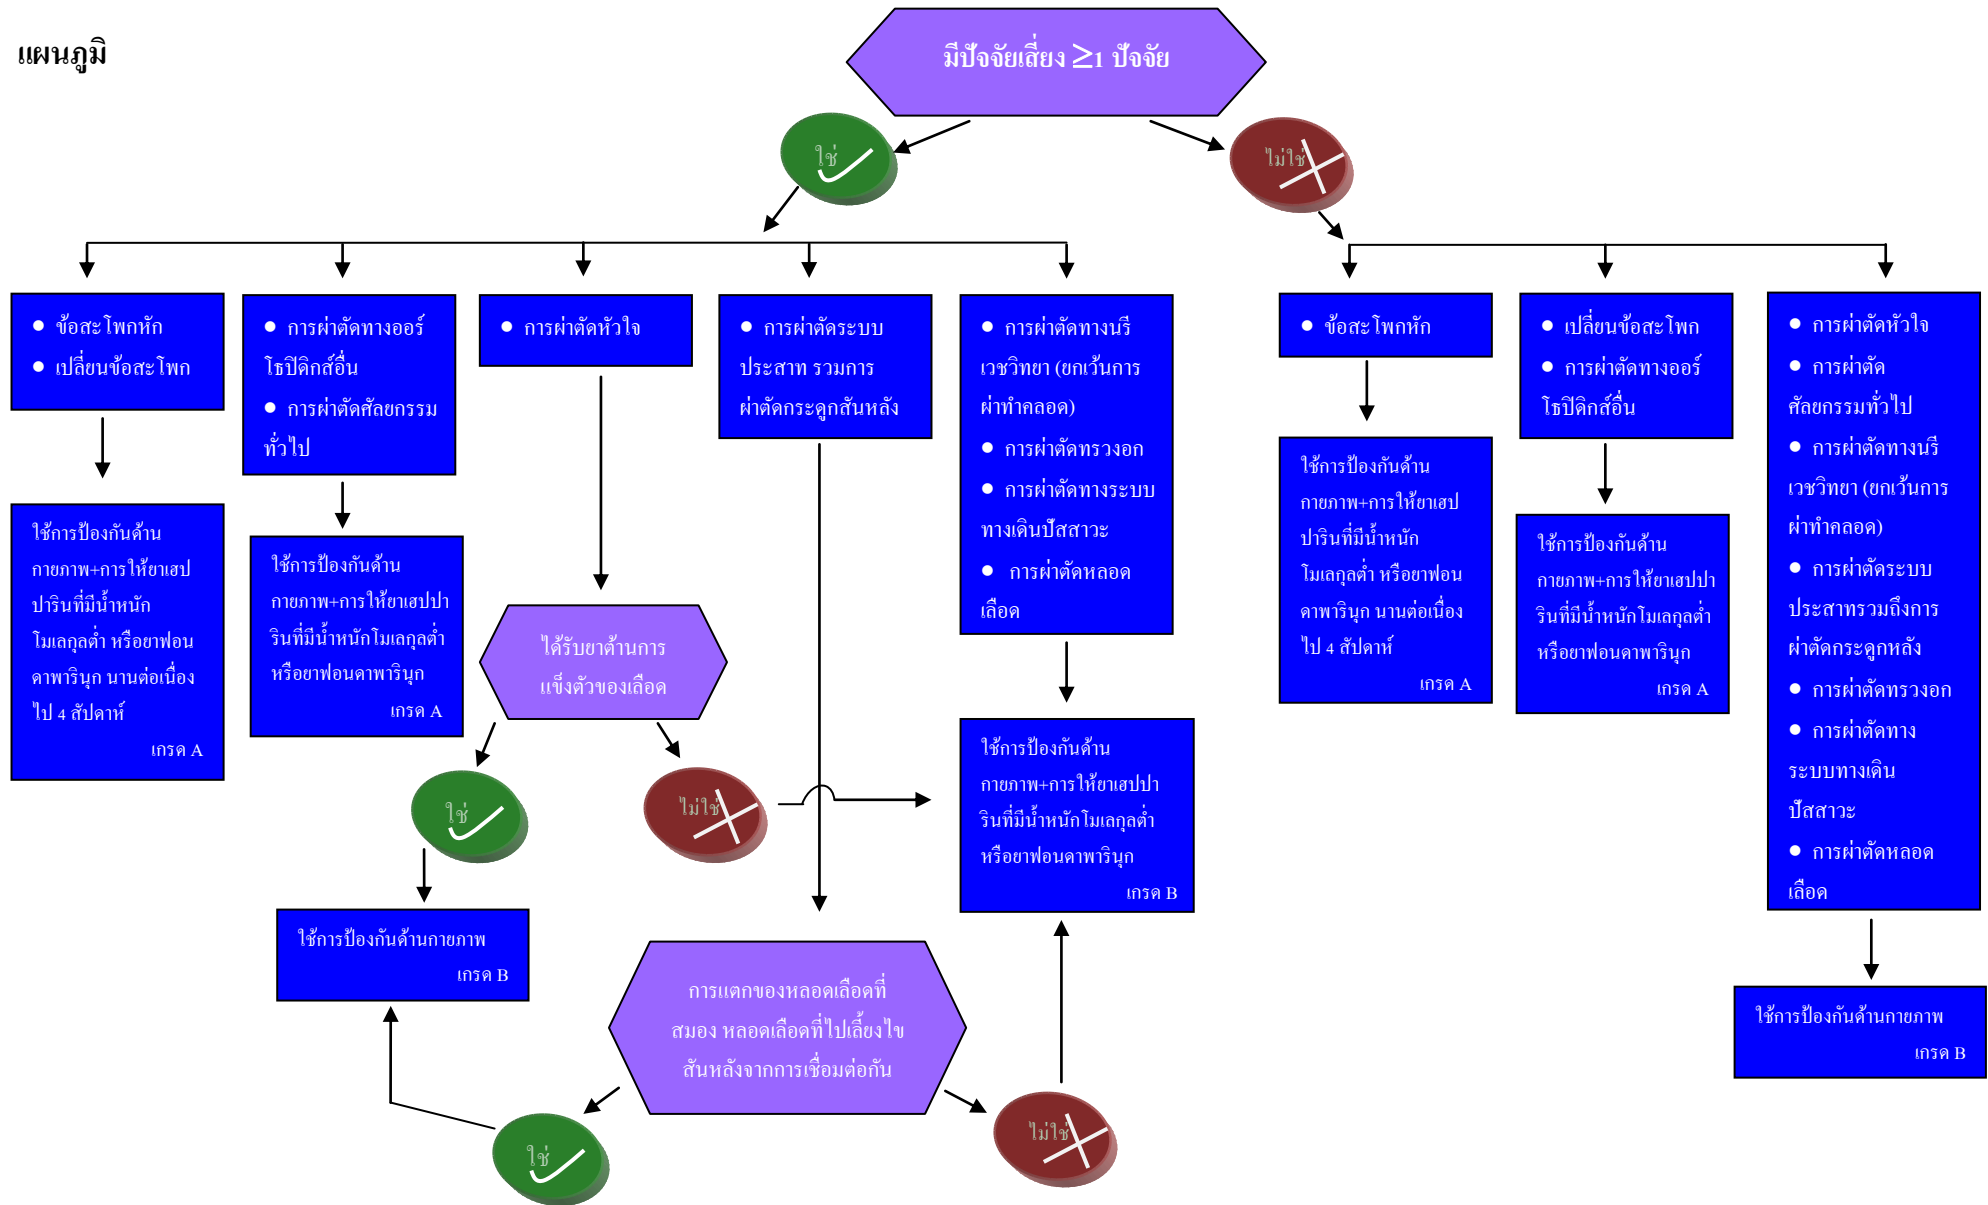 แผนภูมิ
มีปัจจัยเสี่ยง ≥1 ปัจจัย
ใช่
ไม่ใช่
● ข้อสะโพกหัก
● เปลี่ยนข้อสะโพก
● การผ่าตัดทางออร์
โธปิดิกส์อื่น
● การผ่าตัดศัลยกรรม
ทั่วไป
● การผ่าตัดหัวใจ
● การผ่าตัดระบบ
ประสาท รวมการ
ผ่าตัดกระดูกสันหลัง
● การผ่าตัดทางนรี
เวชวิทยา (ยกเว้นการ
ผ่าทำคลอด)
● การผ่าตัดทรวงอก
● การผ่าตัดทางระบบ
ทางเดินปัสสาวะ
● การผ่าตัดหลอด
เลือด
● ข้อสะโพกหัก
● เปลี่ยนข้อสะโพก
● การผ่าตัดทางออร์
โธปิดิกส์อื่น
● การผ่าตัดหัวใจ
● การผ่าตัด
ศัลยกรรมทั่วไป
● การผ่าตัดทางนรี
เวชวิทยา (ยกเว้นการ
ผ่าทำคลอด)
● การผ่าตัดระบบ
ประสาทรวมถึงการ
ผ่าตัดกระดูกหลัง
● การผ่าตัดทรวงอก
● การผ่าตัดทาง
ระบบทางเดิน
ปัสสาวะ
● การผ่าตัดหลอด
เลือด
ใช้การป้องกันด้าน
กายภาพ+การให้ยาเฮป
ปารินที่มีน้ำหนัก
โมเลกุลต่ำ หรือยาฟอน
ดาพารินุก นานต่อเนื่อง
ไป 4 สัปดาห์
เกรด A
ใช้การป้องกันด้าน
กายภาพ+การให้ยาเฮปปา
รินที่มีน้ำหนักโมเลกุลต่ำ
หรือยาฟอนดาพารินุก
เกรด A
ได้รับยาต้านการ
แข็งตัวของเลือด
ใช่
ไม่ใช่
ใช้การป้องกันด้าน
กายภาพ+การให้ยาเฮปปา
รินที่มีน้ำหนักโมเลกุลต่ำ
หรือยาฟอนดาพารินุก
เกรด B
ใช้การป้องกันด้าน
กายภาพ+การให้ยาเฮป
ปารินที่มีน้ำหนัก
โมเลกุลต่ำ หรือยาฟอน
ดาพารินุก นานต่อเนื่อง
ไป 4 สัปดาห์
เกรด A
ใช้การป้องกันด้าน
กายภาพ+การให้ยาเฮปปา
รินที่มีน้ำหนักโมเลกุลต่ำ
หรือยาฟอนดาพารินุก
เกรด A
ใช้การป้องกันด้านกายภาพ
เกรด B
การแตกของหลอดเลือดที่
สมอง หลอดเลือดที่ไปเลี้ยงไข
สันหลังจากการเชื่อมต่อกัน
ใช่
ไม่ใช่
ใช้การป้องกันด้านกายภาพ
เกรด B